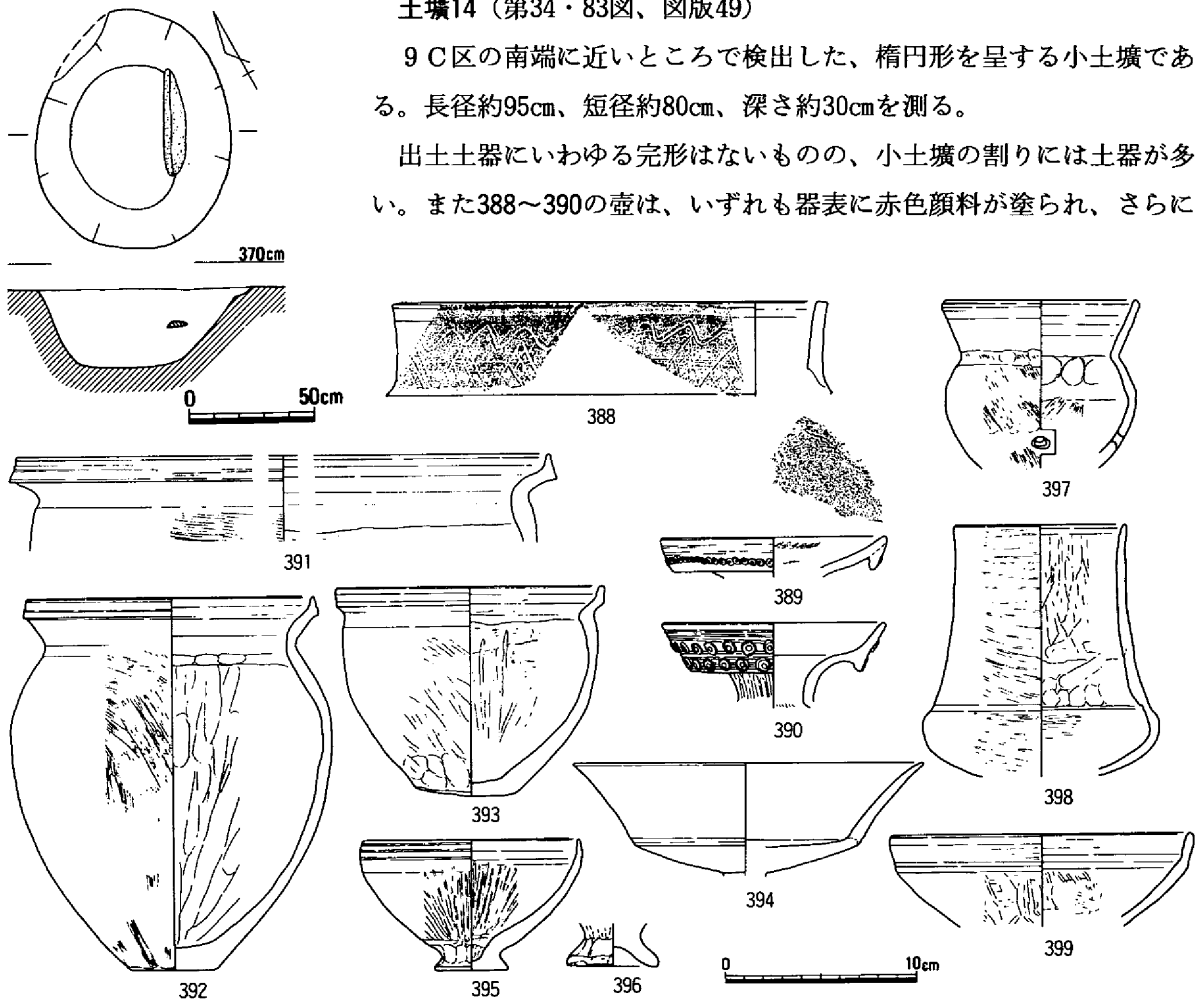 土壙14（第34・83図、図版49）
９Ｃ区の南端に近いところで検出した、楕円形を呈する小土壙であ
る。長径約95cm、短径約80cm、深さ約30cmを測る。
出土土器にいわゆる完形はないものの、小土壙の割りには土器が多
い。また388～390の壺は、いずれも器表に赤色顔料が塗られ、さらに
370cm
0 50cm
388
397
391
389
390
398
393
394
399
392
395
396
0 10cm